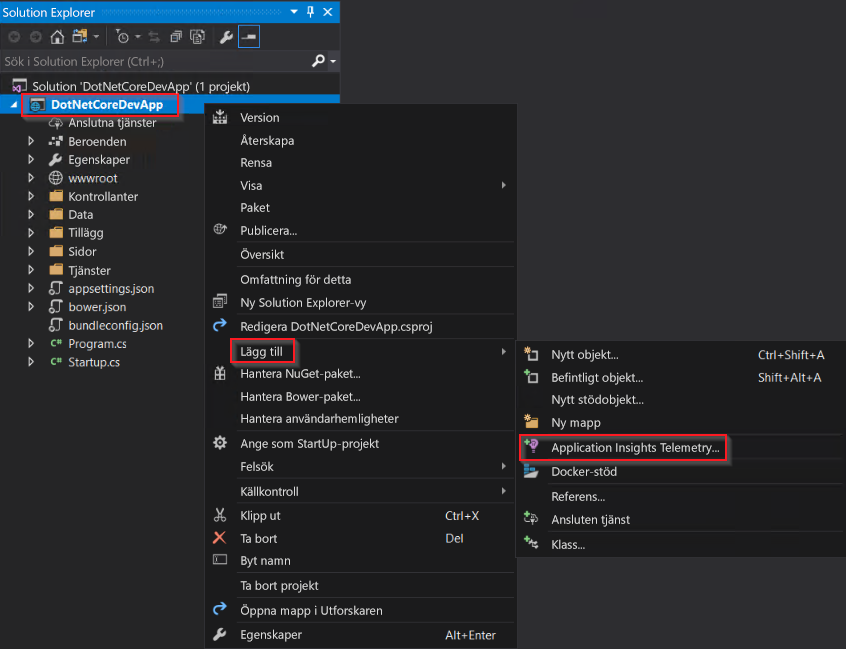 Solution Explorer
Sök i Solution Explorer (Ctrl+;)
Solution 'DotNetCoreDevApp' (1 projekt)
DotNetCoreDevApp
Anslutna tjänster
Beroenden
Egenskaper
wwwroot
Kontrollanter
Data
Tillägg
Sidor
Tjänster
appsettings.json
bower.json
bundleconfig.json
C# Program.cs
C# Startup.cs
Version
Återskapa
Rensa
Visa
Paket
Publicera...
Översikt
Omfattning för detta
Ny Solution Explorer-vy
Redigera DotNetCoreDevApp.csproj
Lägg till
Hantera NuGet-paket...
Hantera Bower-paket...
Hantera användarhemligheter
Ange som StartUp-projekt
Felsök
Källkontroll
Klipp ut Ctrl+X
Ta bort Del
Byt namn
Ta bort projekt
Öppna mapp i Utforskaren
Egenskaper Alt+Enter
Nytt objekt... Ctrl+Shift+A
Befintligt objekt... Shift+Alt+A
Nytt stödobjekt...
Ny mapp
Application Insights Telemetry...
Docker-stöd
Referens...
Ansluten tjänst
Klass...